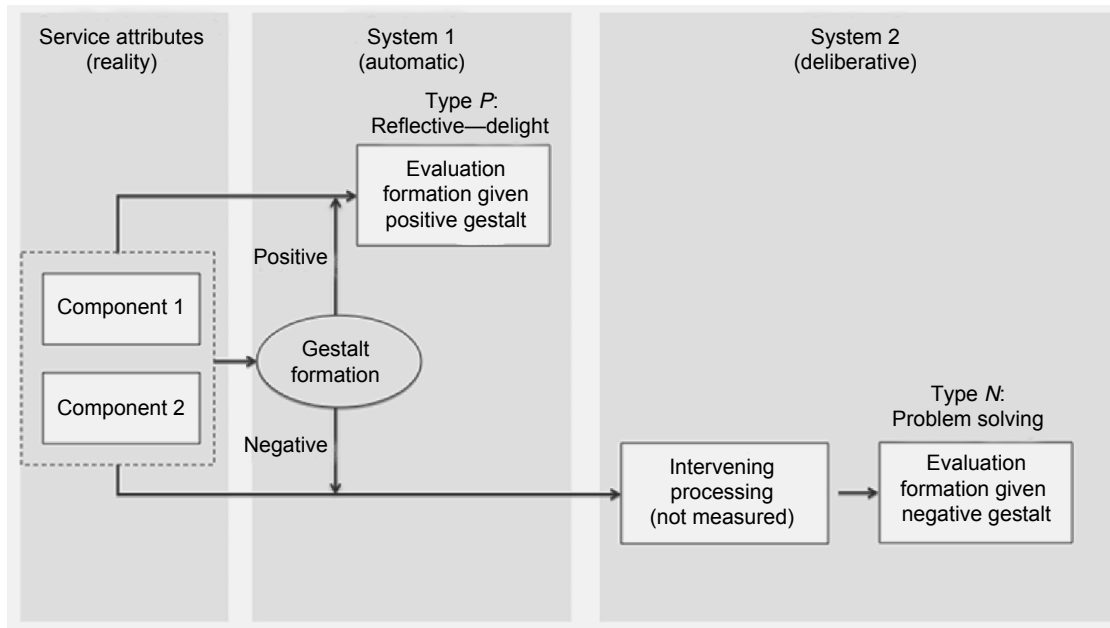 Service attributes
(reality)
System 1
(automatic)
System 2
(deliberative)
Type P:
Reflective—delight
Evaluation
formation given
positive gestalt
Positive
Component 1
Gestalt
formation
Component 2
Negative
Type N:
Problem solving
Intervening
processing
(not measured)
Evaluation
formation given
negative gestalt